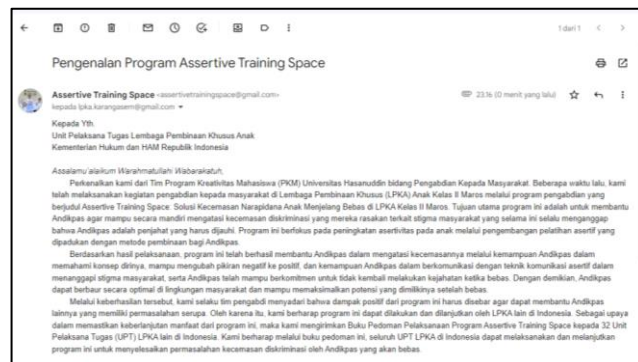 1 dari 1
Pengenalan Program Assertive Training Space
Assertive Training Space <assertivetrainingspace@gmail.com>
23.16 (0 menit yang lalu)
kepada lpka.karangasem@gmail.com
Kepada Yth.
Unit Pelaksana Tugas Lembaga Pembinaan Khusus Anak
Kementerian Hukum dan HAM Republik Indonesia
Assalamu'alaikum Warahmatullahi Wabarakatuh,
Perkenalkan kami dari Tim Program Kreativitas Mahasiswa (PKM) Universitas Hasanuddin bidang Pengabdian Kepada Masyarakat. Beberapa waktu lalu, kami
telah melaksanakan kegiatan pengabdian kepada masyarakat di Lembaga Pembinaan Khusus (LPKA) Anak Kelas II Maros melalui program pengabdian yang
berjudul Assertive Training Space: Solusi Kecemasan Narapidana Anak Menjelang Bebas di LPKA Kelas II Maros. Tujuan utama program ini adalah untuk membantu
Andikpas agar mampu secara mandiri mengatasi kecemasan diskriminasi yang mereka rasakan terkait stigma masyarakat yang selama ini selalu menganggap
bahwa Andikpas adalah penjahat yang harus dijauhi. Program ini berfokus pada peningkatan asertivitas pada anak melalui pengembangan pelatihan asertif yang
dipadukan dengan metode pembinaan bagi Andikpas.
Berdasarkan hasil pelaksanaan, program ini telah berhasil membantu Andikpas dalam mengatasi kecemasannya melalui kemampuan Andikpas dalam
memahami konsep dirinya, mampu mengubah pikiran negatif ke positif, dan kemampuan Andikpas dalam berkomunikasi dengan teknik komunikasi asertif dalam
menanggapi stigma masyarakat, serta Andikpas telah mampu berkomitmen untuk tidak kembali melakukan kejahatan ketika bebas. Dengan demikian, Andikpas
dapat berbaur secara optimal di lingkungan masyarakat dan mampu memaksimalkan potensi yang dimilikinya setelah bebas.
Melalui keberhasilan tersebut, kami selaku tim pengabdi menyadari bahwa dampak positif dari program ini harus disebar agar dapat membantu Andikpas
lainnya yang memiliki permasalahan serupa. Oleh karena itu, kami berharap program ini dapat dilakukan dan dilanjutkan oleh LPKA lain di Indonesia. Sebagai upaya
dalam memastikan keberlanjutan manfaat dari program ini, maka kami mengirimkan Buku Pedoman Pelaksanaan Program Assertive Training Space kepada 32 Unit
Pelaksana Tugas (UPT) LPKA lain di Indonesia. Kami berharap melalui buku pedoman ini, seluruh UPT LPKA di Indonesia dapat melaksanakan dan melanjutkan
program ini untuk menyelesaikan permasalahan kecemasan diskriminasi oleh Andikpas yang akan bebas.